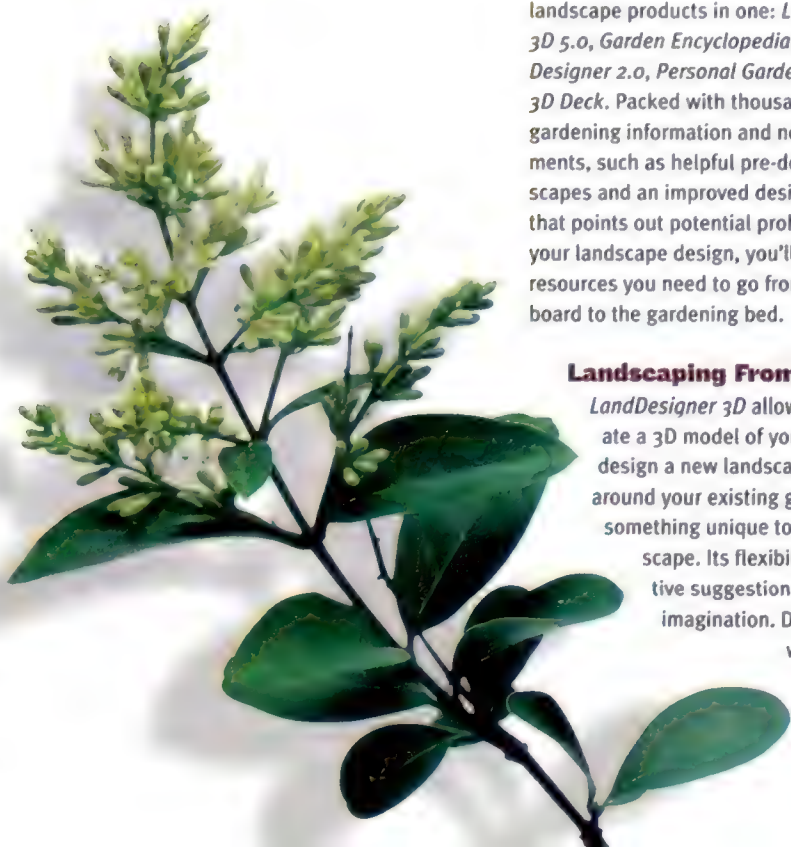 landscape products in one: L
3D 5.0, Garden Encyclopedia
Designer 2.0, Personal Garde
3D Deck. Packed with thousa
gardening information and ne
ments, such as helpful pre-de
scapes and an improved desi
that points out potential prol
your landscape design, you'll
resources you need to go from
board to the gardening bed.
Landscaping From
LandDesigner 3D allow
ate a 3D model of yo
design a new landsca
around your existing g
something unique to
scape. Its flexibi
tive suggestion
imagination. D